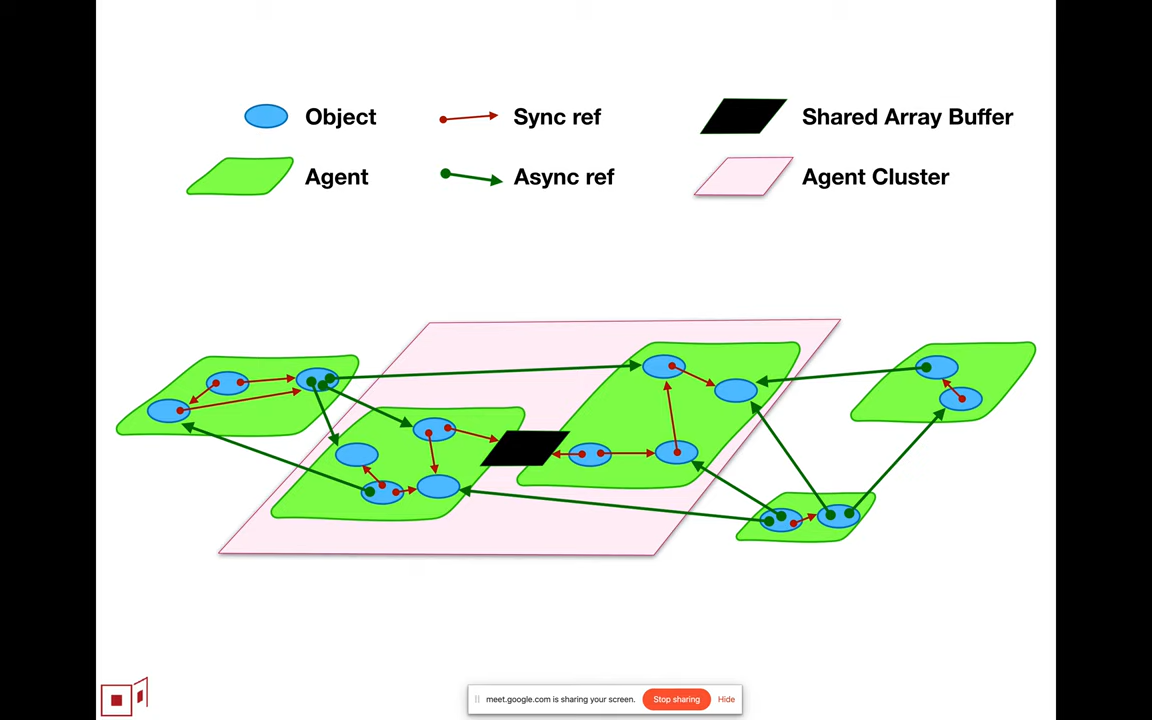 Object Sync ref Shared Array Buffer
Agent Async ref Agent Cluster
meet.google.com is sharing your screen. Stop sharing Hide